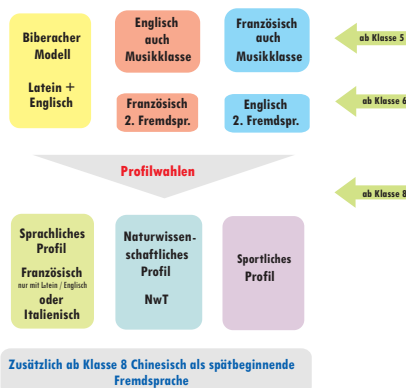 Biberacher
Modell
Latein +
Englisch
Englisch
auch
Musikklasse
Französisch
auch
Musikklasse
ab Klasse 5
Französisch
2. Fremdspr.
Englisch
2. Fremdspr.
ab Klasse 6
Profilwahlen
ab Klasse 8
Sprachliches
Profil
Französisch
nur mit Latein / Englisch
oder
Italienisch
Naturwissen-
schaftliches
Profil
NwT
Sportliches
Profil
Zusätzlich ab Klasse 8 Chinesisch als spätbeginnende
Fremdsprache